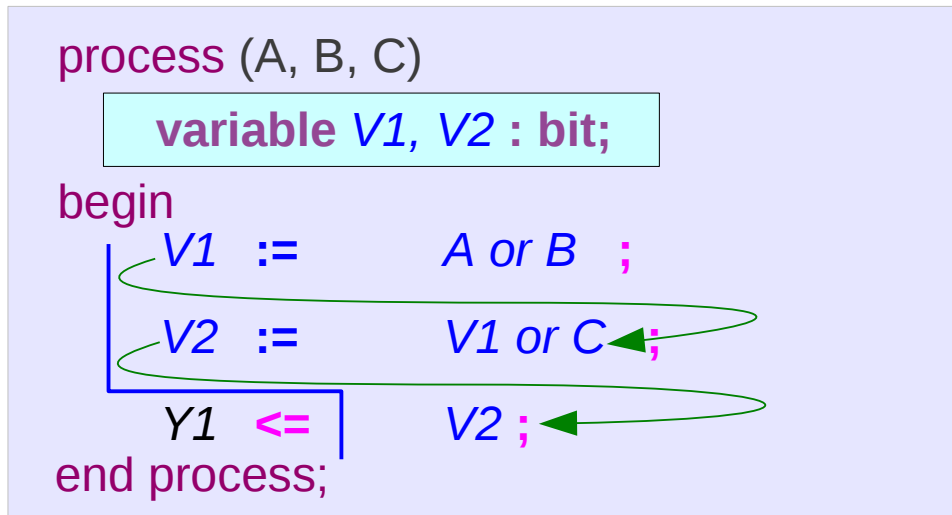 process (A, B, C)
variable V1, V2 : bit;
begin
V1 := A or B ;
V2 := V1 or C ;
Y1 <= V2 ;
end process;